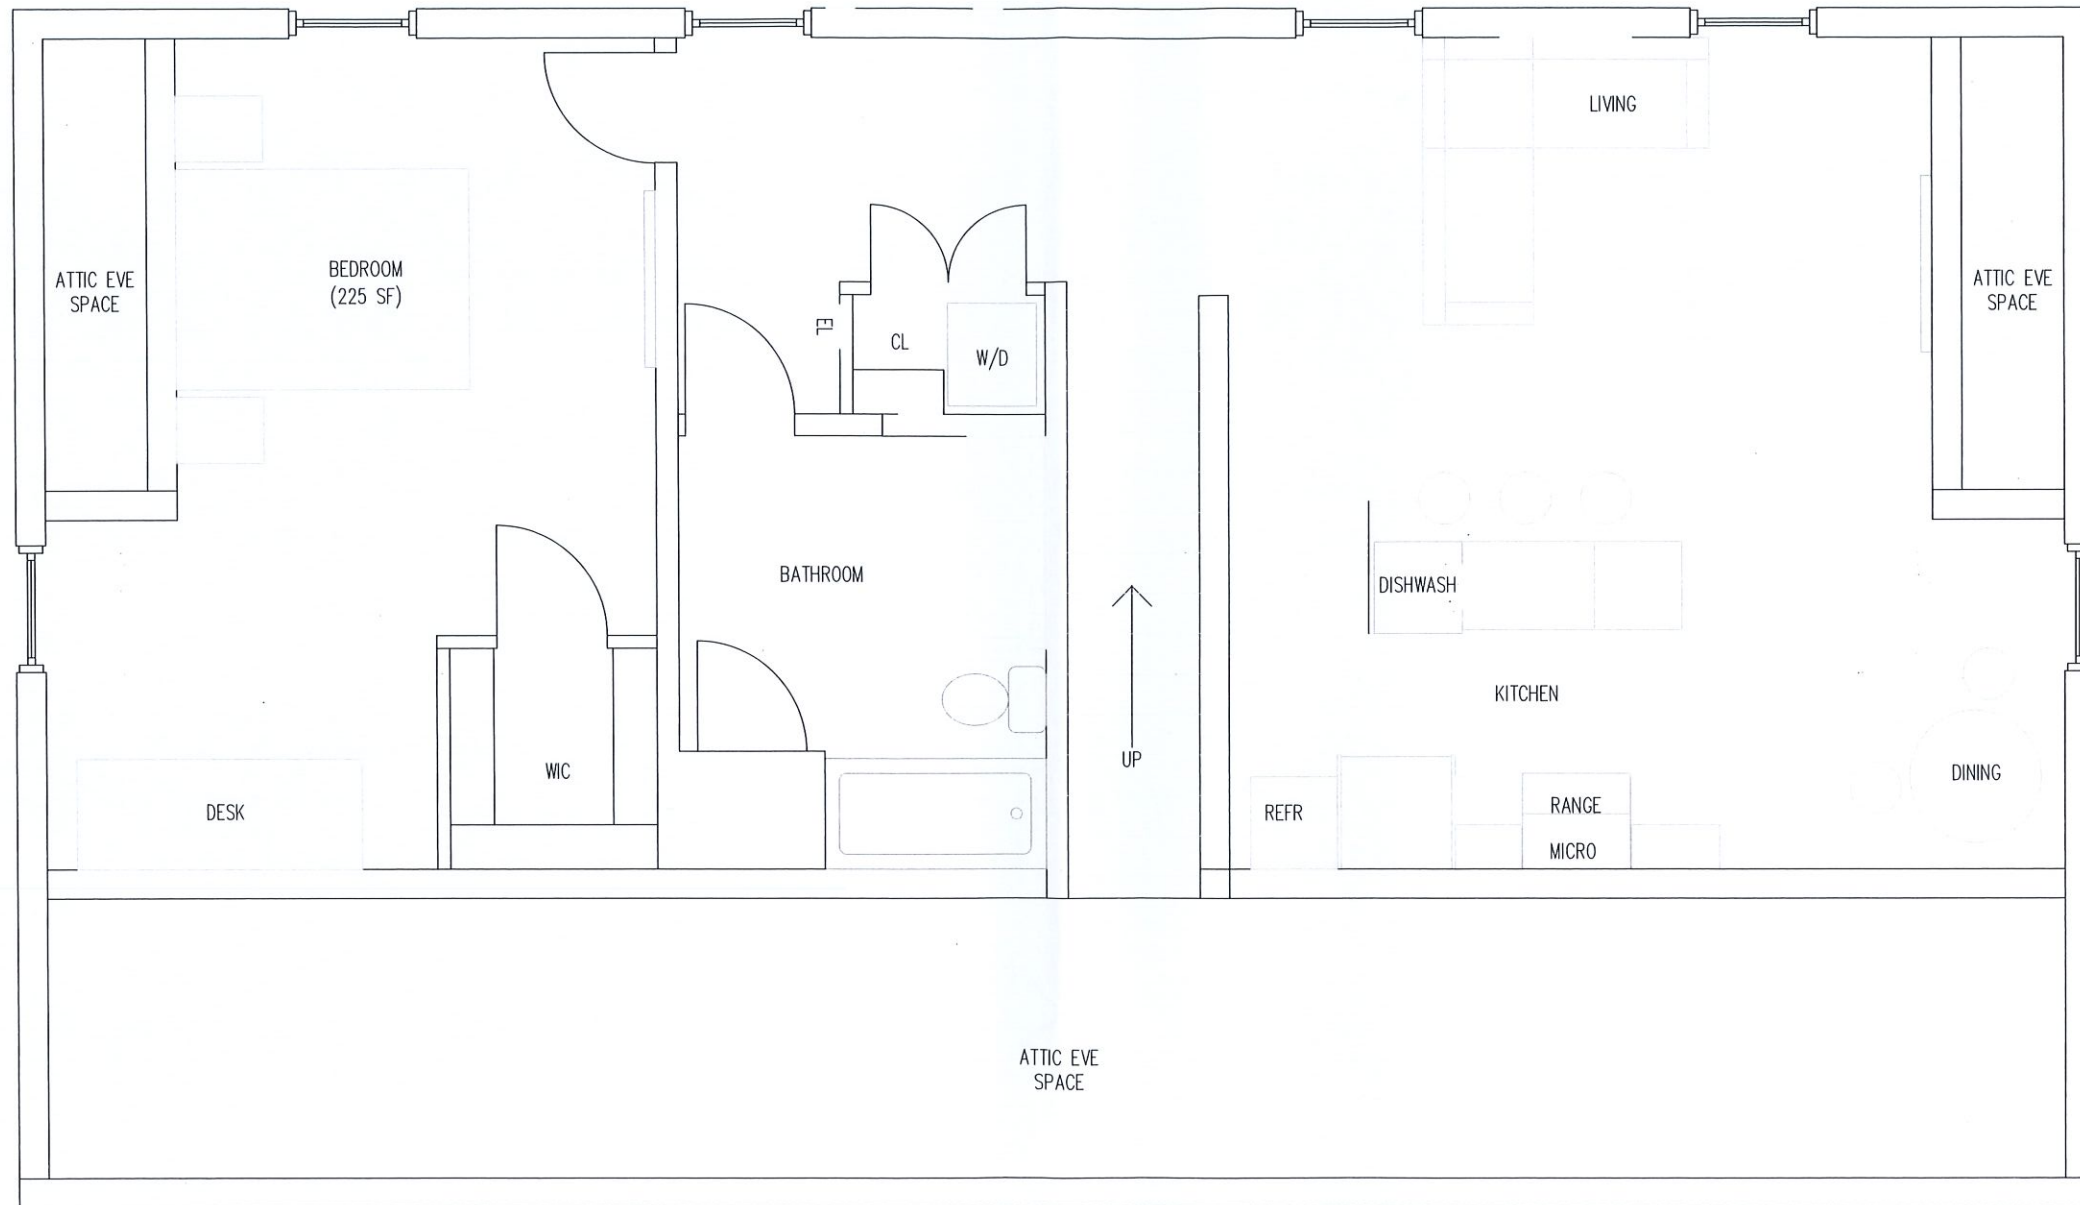 LIVING
ATTIC EVE
SPACE
BEDROOM
(225 SF)
ATTIC EVE
SPACE
EL
CL
W/D
BATHROOM
DISHWASH
KITCHEN
UP
WIC
DESK
REFR
RANGE
MICRO
DINING
ATTIC EVE
SPACE